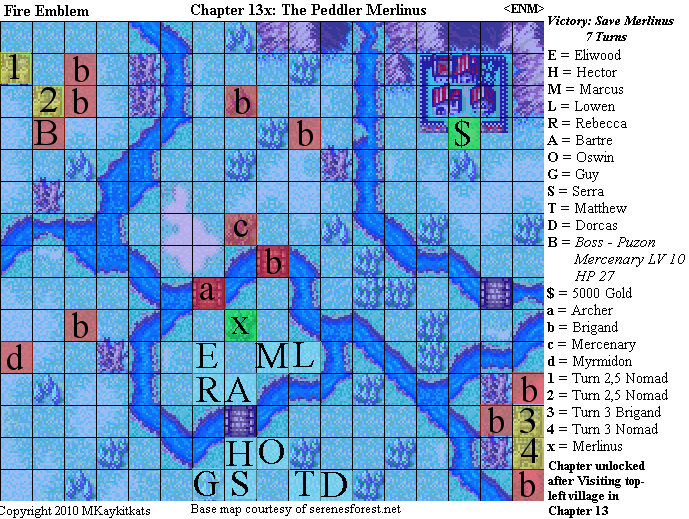 Fire Emblem Chapter 13x: The Peddler Merlinus <ENM>
Victory: Save Merlinus
7 Turns
E = Eliwood
H = Hector
M = Marcus
L = Lowen
R = Rebecca
A = Bartre
O = Oswin
G = Guy
S = Serra
T = Matthew
D = Dorcas
B = Boss - Puzon
Mercenary LV 10
HP 27
$ = 5000 Gold
a = Archer
b = Brigand
c = Mercenary
d = Myrmidon
1 = Turn 2,5 Nomad
2 = Turn 2,5 Nomad
3 = Turn 3 Brigand
4 = Turn 3 Nomad
x = Merlinus
Chapter unlocked
after Visiting top-
left village in
Chapter 13
1 b
2 b b
B b $
c
b
a
b x
d E M L
R A b
b 3
H O 4
G S T D b
Copyright 2010 MKaykitkats Base map courtesy of serenesforest.net